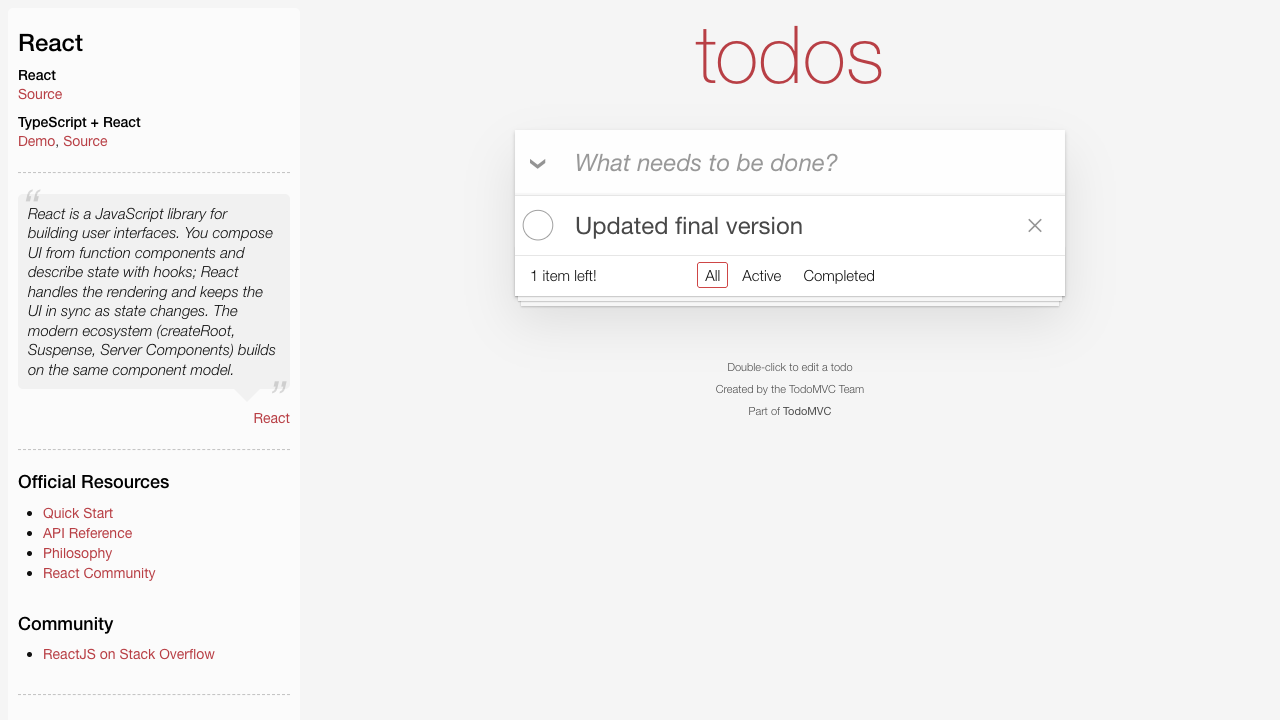 React
React
Source
TypeScript + React
Demo, Source
“
React is a JavaScript library for
building user interfaces. You compose
UI from function components and
describe state with hooks; React
handles the rendering and keeps the
UI in sync as state changes. The
modern ecosystem (createRoot,
Suspense, Server Components) builds
on the same component model.
”
React
Official Resources
Quick Start
API Reference
Philosophy
React Community
Community
ReactJS on Stack Overflow
todos
What needs to be done?
Updated final version
1 item left!
All
Active
Completed
Double-click to edit a todo
Created by the TodoMVC Team
Part of TodoMVC